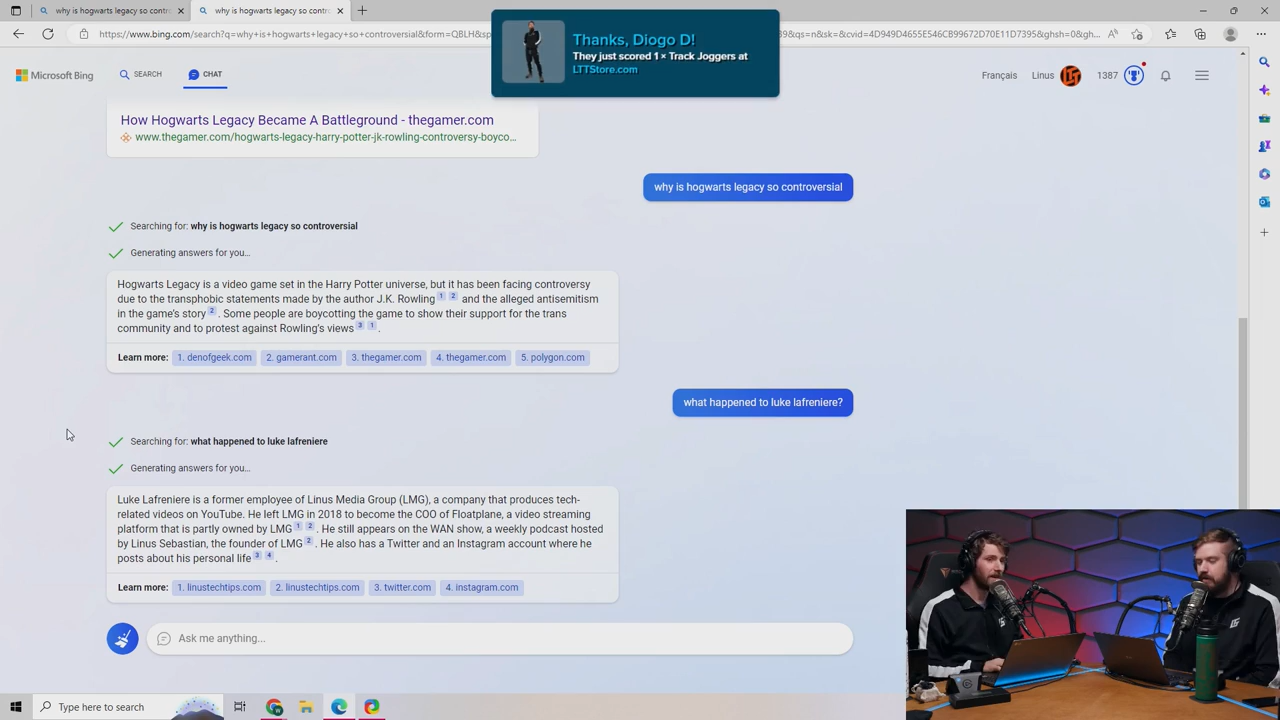 why is hogwarts legacy so contro
why is hogwarts legacy so contro
https://www.bing.com/search?q=why+is+hogwarts+legacy+so+controversial&form=QBLH&sp
Thanks, Diogo D!
They just scored 1 × Track Joggers at
LTTStore.com
Microsoft Bing
SEARCH
CHAT
Français
Linus
1387
How Hogwarts Legacy Became A Battleground - thegamer.com
www.thegamer.com/hogwarts-legacy-harry-potter-jk-rowling-controversy-boyco...
why is hogwarts legacy so controversial
Searching for: why is hogwarts legacy so controversial
Generating answers for you...
Hogwarts Legacy is a video game set in the Harry Potter universe, but it has been facing controversy
due to the transphobic statements made by the author J.K. Rowling 1 2 and the alleged antisemitism
in the game's story 2 . Some people are boycotting the game to show their support for the trans
community and to protest against Rowling's views 3 1 .
Learn more: 1. denofgeek.com 2. gamerant.com 3. thegamer.com 4. thegamer.com 5. polygon.com
what happened to luke lafreniere?
Searching for: what happened to luke lafreniere
Generating answers for you...
Luke Lafreniere is a former employee of Linus Media Group (LMG), a company that produces tech-
related videos on YouTube. He left LMG in 2018 to become the COO of Floatplane, a video streaming
platform that is partly owned by LMG 1 2 . He still appears on the WAN show, a weekly podcast hosted
by Linus Sebastian, the founder of LMG 2 . He also has a Twitter and an Instagram account where he
posts about his personal life 3 4 .
Learn more: 1. linustechtips.com 2. linustechtips.com 3. twitter.com 4. instagram.com
Ask me anything...
Type here to search